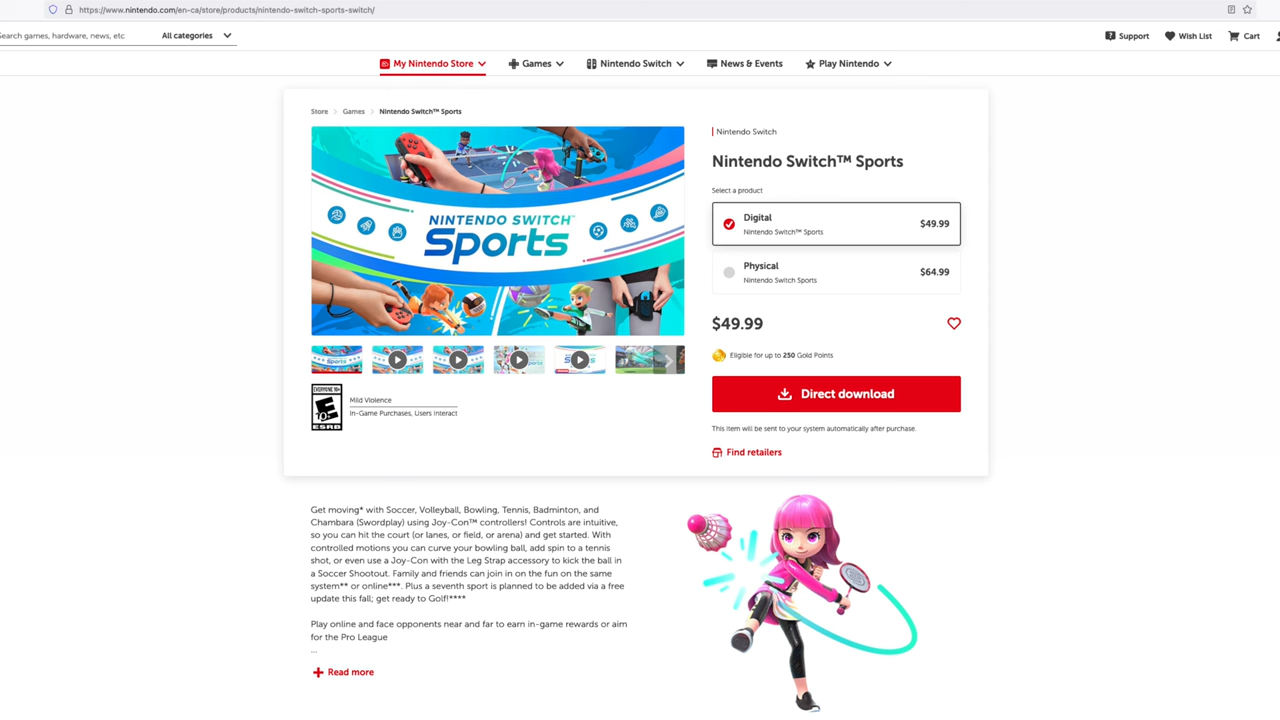 https://www.nintendo.com/en-ca/store/products/nintendo-switch-sports-switch/
Search games, hardware, news, etc
All categories
Support
Wish List
Cart
My Nintendo Store
Games
Nintendo Switch
News & Events
Play Nintendo
Store
Games
Nintendo Switch™ Sports
NINTENDO SWITCH™
Sports
EVERYONE 10+
E
10+
ESRB
Mild Violence
In-Game Purchases, Users Interact
Nintendo Switch
Nintendo Switch™ Sports
Select a product
Digital
Nintendo Switch™ Sports
$49.99
Physical
Nintendo Switch Sports
$64.99
$49.99
Eligible for up to 250 Gold Points
Direct download
This item will be sent to your system automatically after purchase.
Find retailers
Get moving* with Soccer, Volleyball, Bowling, Tennis, Badminton, and
Chambara (Swordplay) using Joy-Con™ controllers! Controls are intuitive,
so you can hit the court (or lanes, or field, or arena) and get started. With
controlled motions you can curve your bowling ball, add spin to a tennis
shot, or even use a Joy-Con with the Leg Strap accessory to kick the ball in
a Soccer Shootout. Family and friends can join in on the fun on the same
system** or online***. Plus a seventh sport is planned to be added via a free
update this fall; get ready to Golf!****
Play online and face opponents near and far to earn in-game rewards or aim
for the Pro League
...
Read more